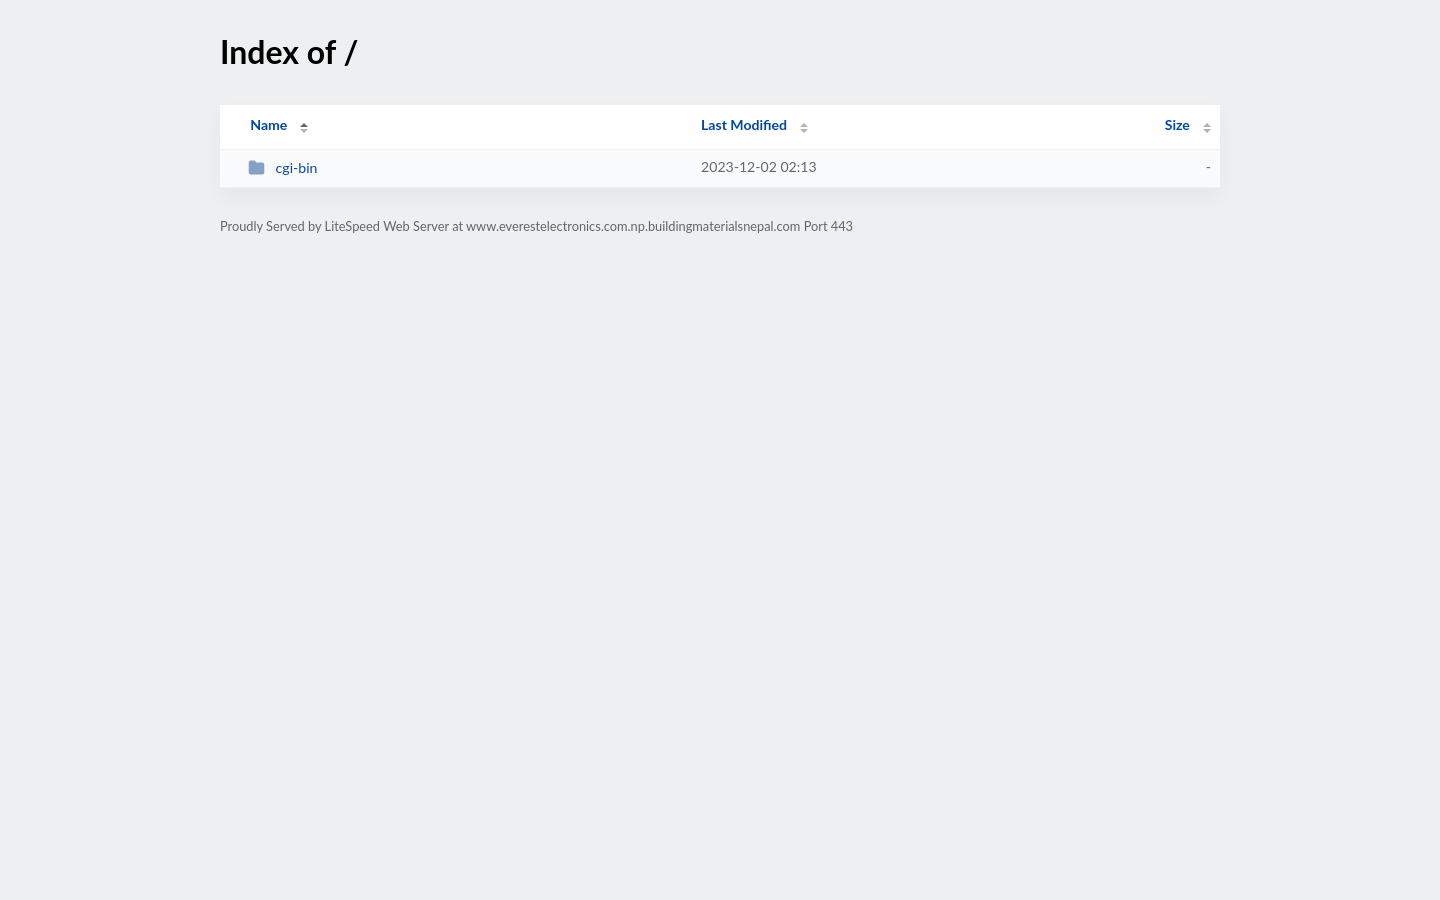 Index of /
Name Last Modified Size
cgi-bin 2023-12-02 02:13 -
Proudly Served by LiteSpeed Web Server at www.everestelectronics.com.np.buildingmaterialsnepal.com Port 443